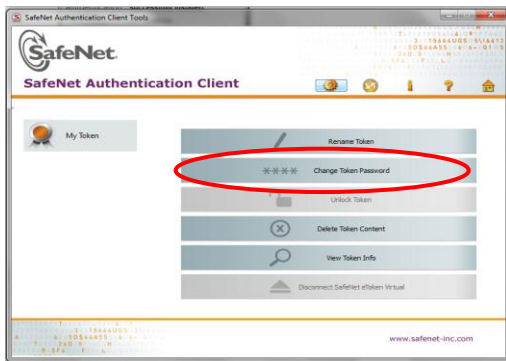 SafeNet Authentication Client Tools
SafeNet.
SafeNet Authentication Client
My Token
Rename Token
Change Token Password
Unlock Token
Delete Token Content
View Token Info
Disconnect SafeNet eToken Virtual
www.safenet-inc.com